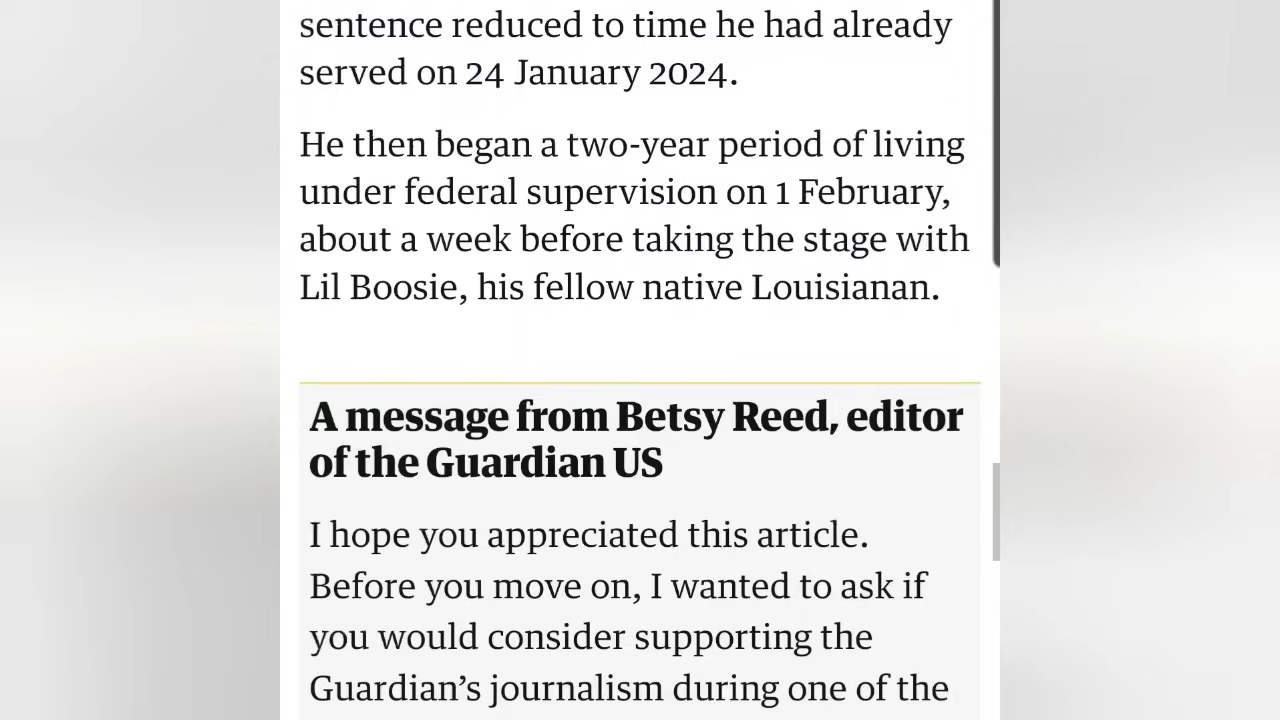 sentence reduced to time he had already
served on 24 January 2024.
He then began a two-year period of living
under federal supervision on 1 February,
about a week before taking the stage with
Lil Boosie, his fellow native Louisianan.
A message from Betsy Reed, editor
of the Guardian US
I hope you appreciated this article.
Before you move on, I wanted to ask if
you would consider supporting the
Guardian’s journalism during one of the